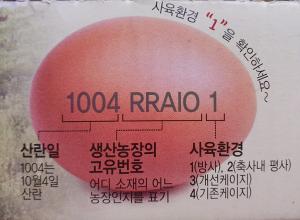 사육환경 "1"을 확인하세요~
1004 RRAIO 1
산란일
1004는
10월4일
산란
생산농장의
고유번호
어디 소재의 어느
농장인지를 표기
사육환경
1(방사), 2(축사내 평사)
3(개선케이지)
4(기존케이지)